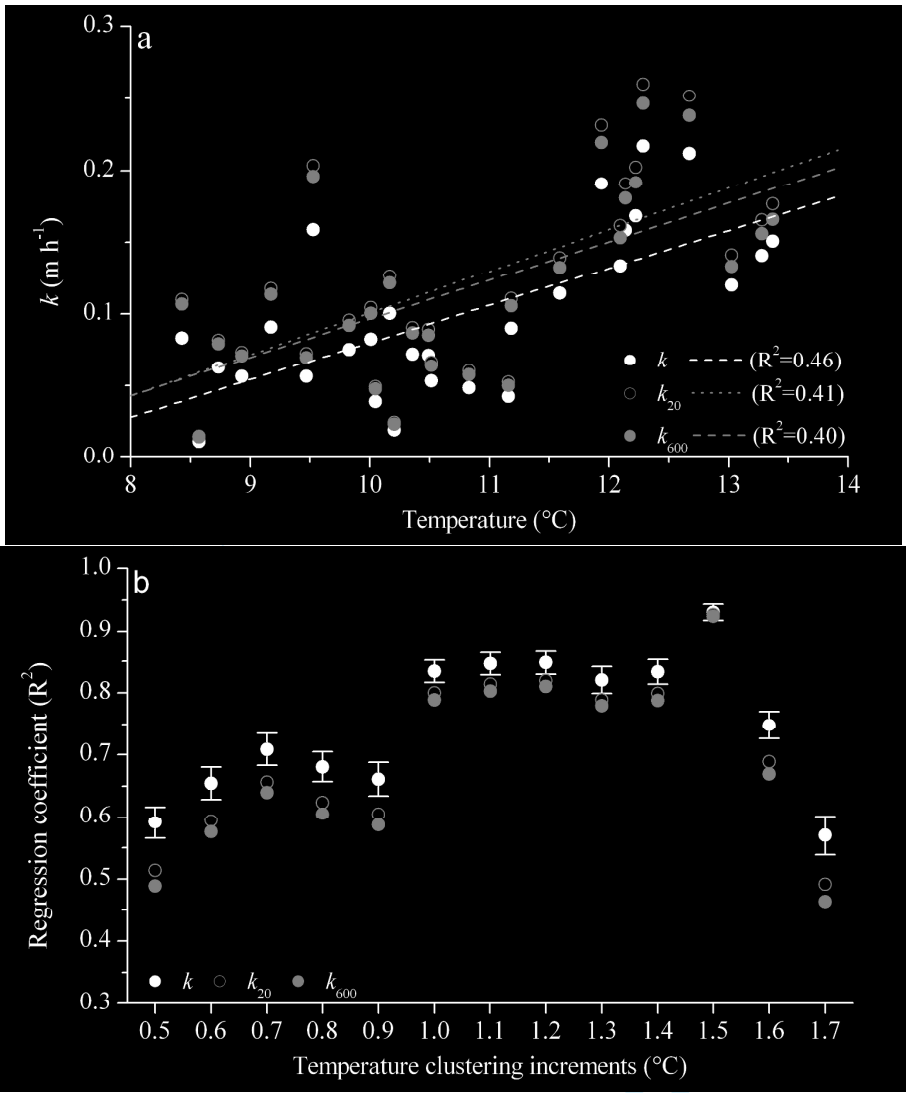 a
0.3
0.2
0.1
0.0
k (m h⁻¹)
k (R²=0.46)
k₂₀ (R²=0.41)
k₆₀₀ (R²=0.40)
8 9 10 11 12 13 14
Temperature (°C)
b
1.0
0.9
0.8
0.7
0.6
0.5
0.4
0.3
Regression coefficient (R²)
k k₂₀ k₆₀₀
0.5 0.6 0.7 0.8 0.9 1.0 1.1 1.2 1.3 1.4 1.5 1.6 1.7
Temperature clustering increments (°C)